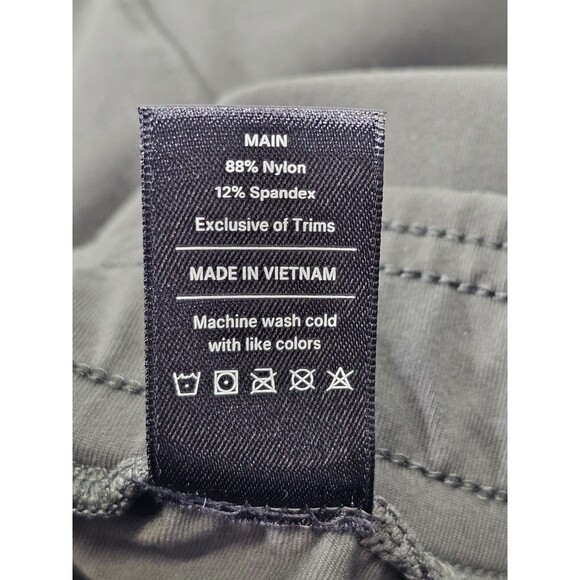 MAIN
88% Nylon
12% Spandex
Exclusive of Trims
MADE IN VIETNAM
Machine wash cold
with like colors